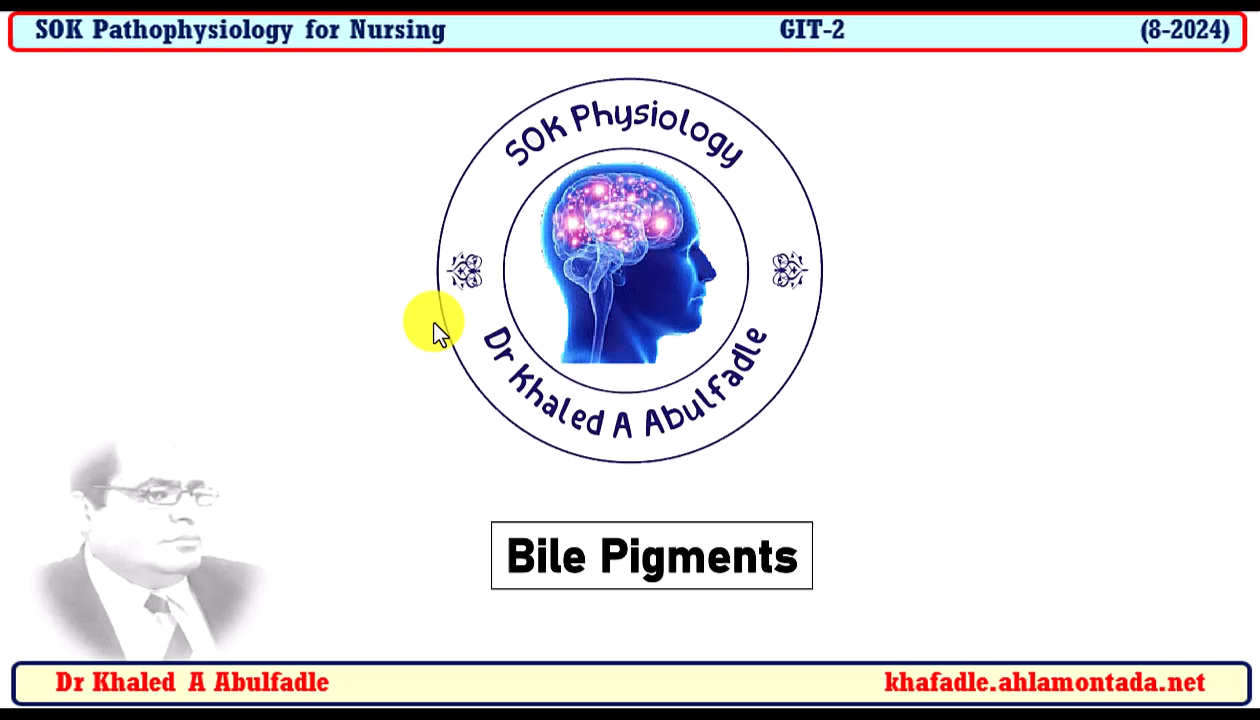 SOK Pathophysiology for Nursing GIT-2 (8-2024)
SOK Physiology
Dr Khaled A Abulfadle
Bile Pigments
Dr Khaled A Abulfadle khafadle.ahlamontada.net